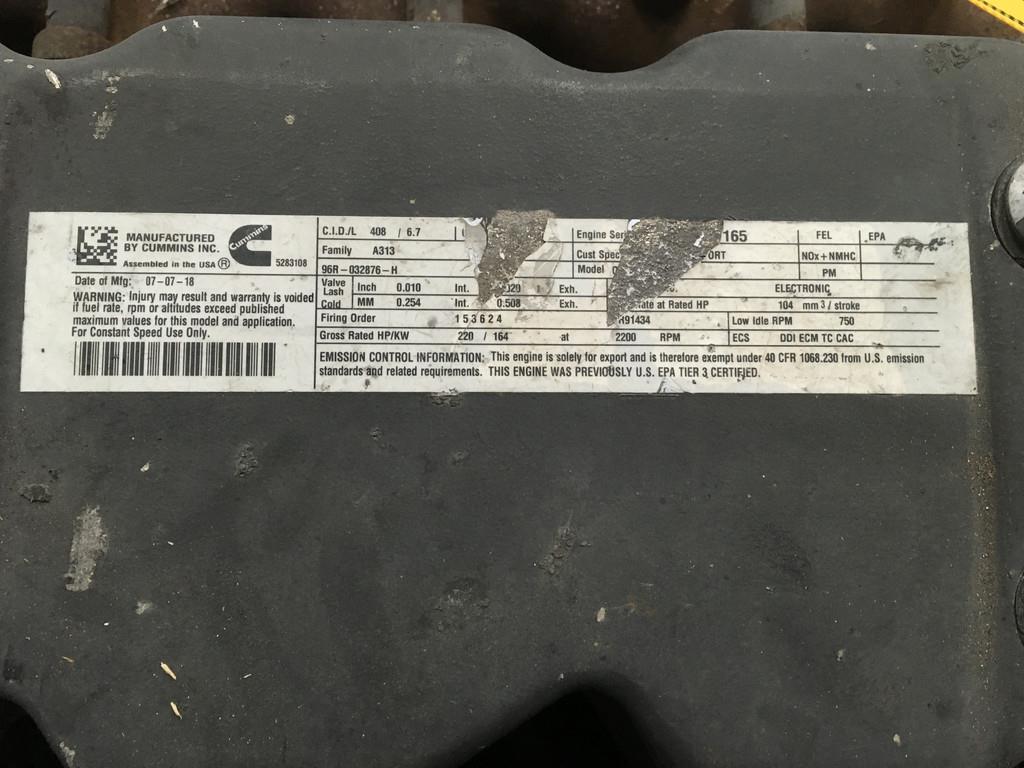 MANUFACTURED
BY CUMMINS INC.
Assembled in the USA ®
Cummins
5283108
Date of Mfg: 07-07-18
WARNING: Injury may result and warranty is voided
if fuel rate, rpm or altitudes exceed published
maximum values for this model and application.
For Constant Speed Use Only.
C.I.D./L 408 / 6.7
Family A313
96R-032876-H
Valve Lash Cold
Inch 0.010 Int. Exh.
MM 0.254 Int. 0.508 Exh.
Firing Order 153624
Gross Rated HP/KW 220 / 164 at 2200 RPM
Engine 165
Cust Spec
Model
at Rated HP 104 mm3 / stroke
ELECTRONIC
Low Idle RPM 750
ECS DDI ECM TC CAC
FEL EPA
NOx+NMHC
PM
EMISSION CONTROL INFORMATION: This engine is solely for export and is therefore exempt under 40 CFR 1068.230 from U.S. emission
standards and related requirements. THIS ENGINE WAS PREVIOUSLY U.S. EPA TIER 3 CERTIFIED.